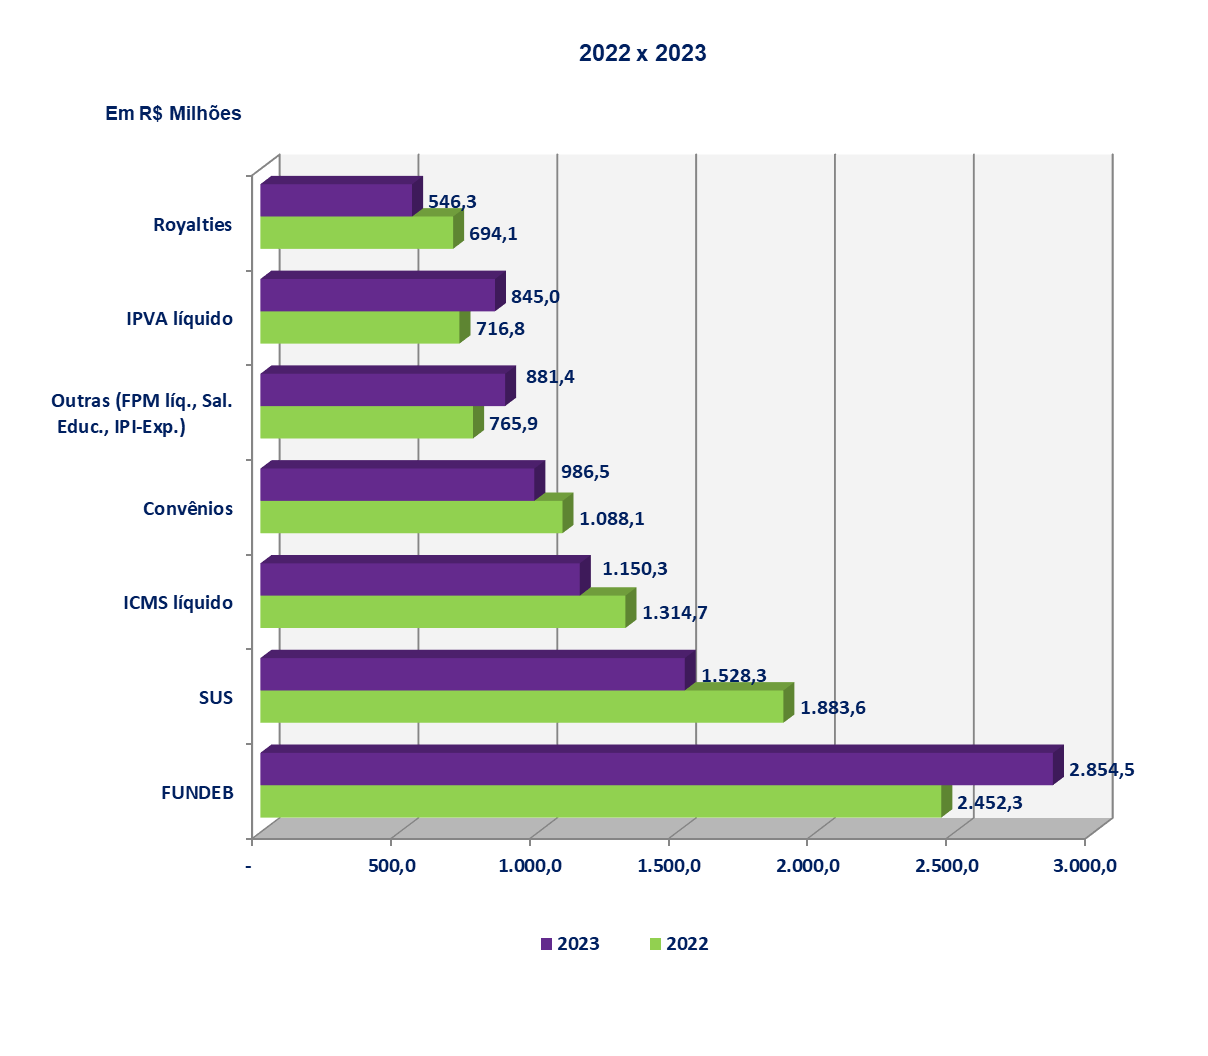 2022 x 2023
Em R$ Milhões
Royalties
546,3
694,1
IPVA líquido
845,0
716,8
Outras (FPM líq., Sal.
Educ., IPI-Exp.)
881,4
765,9
Convênios
986,5
1.088,1
ICMS líquido
1.150,3
1.314,7
SUS
1.528,3
1.883,6
FUNDEB
2.854,5
2.452,3
- 500,0 1.000,0 1.500,0 2.000,0 2.500,0 3.000,0
2023 2022